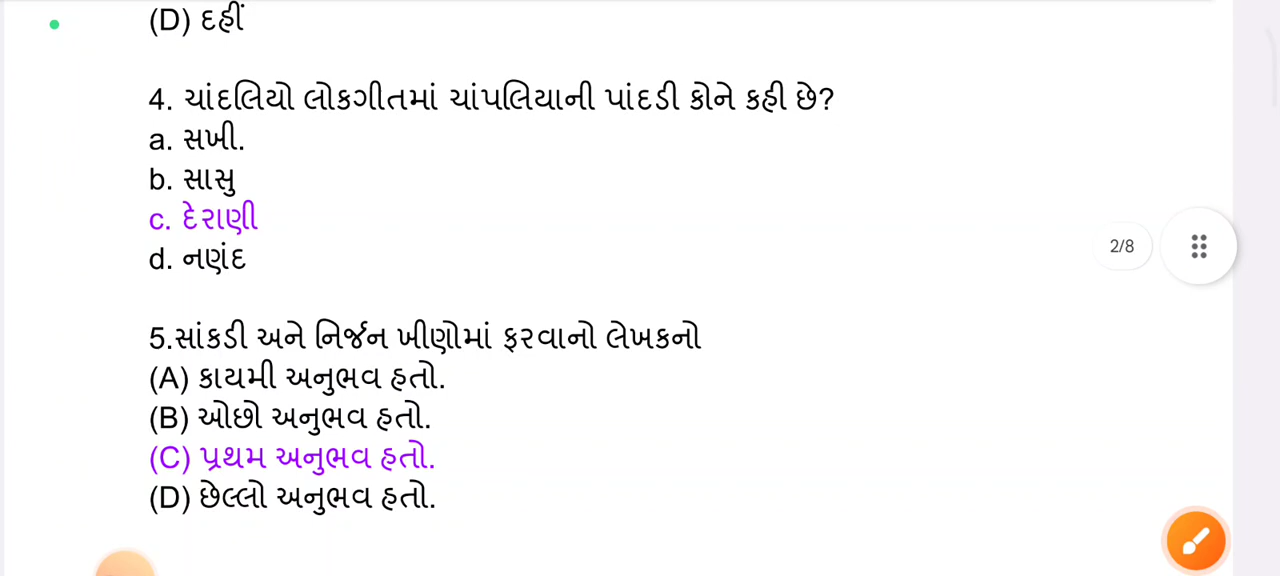 (D) દહીં
4. ચાંદલિયો લોકગીતમાં ચાંપલિયાની પાંદડી કોને કહી છે?
a. સખી.
b. સાસુ
c. દેરાણી
d. નણંદ
2/8
5.સાંકડી અને નિર્જન ખીણોમાં ફરવાનો લેખકનો
(A) કાયમી અનુભવ હતો.
(B) ઓછો અનુભવ હતો.
(C) પ્રથમ અનુભવ હતો.
(D) છેલ્લો અનુભવ હતો.